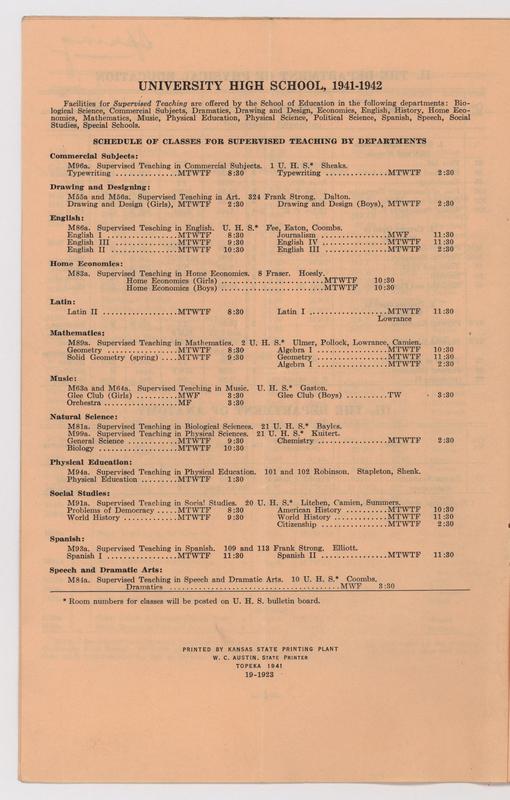 UNIVERSITY HIGH SCHOOL, 1941-1942
Facilities for Supervised Teaching are offered by the School of Education in the following departments: Bio-
logical Science, Commercial Subjects, Dramatics, Drawing and Design, Economics, English, History, Home Eco-
nomics, Mathematics, Music, Physical Education, Physical Science, Political Science, Spanish, Speech, Social
Studies, Special Schools.
SCHEDULE OF CLASSES FOR SUPERVISED TEACHING BY DEPARTMENTS
Commercial Subjects:
M96a. Supervised Teaching in Commercial Subjects. 1 U. H. S.* Sheaks.
Typewriting ...............MTWTF 8:30 Typewriting ...............MTWTF 2:30
Drawing and Designing:
M55a and M56a. Supervised Teaching in Art. 324 Frank Strong. Dalton.
Drawing and Design (Girls), MTWTF 2:30 Drawing and Design (Boys), MTWTF 2:30
English:
M86a. Supervised Teaching in English. U. H. S.* Fee, Eaton, Coombs.
English I ..................MTWTF 8:30 Journalism ................MWF 11:30
English III ................MTWTF 9:30 English IV ................MTWTF 11:30
English II .................MTWTF 10:30 English III ...............MTWTF 2:30
Home Economics:
M83a. Supervised Teaching in Home Economics. 8 Fraser. Hoesly.
Home Economics (Girls) .........................MTWTF 10:30
Home Economics (Boys) ..........................MTWTF 10:30
Latin:
Latin II ..................MTWTF 8:30 Latin I ...................MTWTF 11:30
Lowrance
Mathematics:
M89a. Supervised Teaching in Mathematics. 2 U. H. S.* Ulmer, Pollock, Lowrance, Camien.
Geometry .................MTWTF 8:30 Algebra I .................MTWTF 10:30
Solid Geometry (spring) ....MTWTF 9:30 Geometry .................MTWTF 11:30
Algebra I .................MTWTF 2:30
Music:
M63a and M64a. Supervised Teaching in Music. U. H. S.* Gaston.
Glee Club (Girls) ..........MWF 3:30 Glee Club (Boys) ..........TW 3:30
Orchestra ..................MF 3:30
Natural Science:
M81a. Supervised Teaching in Biological Sciences. 21 U. H. S.* Bayles.
M99a. Supervised Teaching in Physical Sciences. 21 U. H. S.* Kuitert.
General Science ............MTWTF 9:30 Chemistry .................MTWTF 2:30
Biology ...................MTWTF 10:30
Physical Education:
M94a. Supervised Teaching in Physical Education. 101 and 102 Robinson. Stapleton, Shenk.
Physical Education .........MTWTF 1:30
Social Studies:
M91a. Supervised Teaching in Social Studies. 20 U. H. S.* Litchen, Camien, Summers.
Problems of Democracy .....MTWTF 8:30 American History ..........MTWTF 10:30
World History .............MTWTF 9:30 World History .............MTWTF 11:30
Citizenship ................MTWTF 2:30
Spanish:
M93a. Supervised Teaching in Spanish. 109 and 113 Frank Strong. Elliott.
Spanish I ..................MTWTF 11:30 Spanish II ................MTWTF 11:30
Speech and Dramatic Arts:
M84a. Supervised Teaching in Speech and Dramatic Arts. 10 U. H. S.* Coombs.
Dramatics ..........................................MWF 3:30
* Room numbers for classes will be posted on U. H. S. bulletin board.
PRINTED BY KANSAS STATE PRINTING PLANT
W. C. AUSTIN, STATE PRINTER
TOPEKA 1941
19-1923